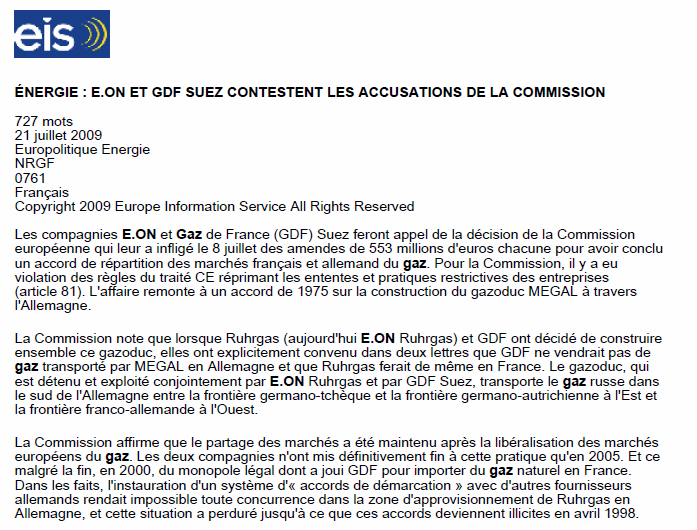 eis
ÉNERGIE : E.ON ET GDF SUEZ CONTESTENT LES ACCUSATIONS DE LA COMMISSION
727 mots
21 juillet 2009
Europolitique Energie
NRGF
0761
Français
Copyright 2009 Europe Information Service All Rights Reserved
Les compagnies E.ON et Gaz de France (GDF) Suez feront appel de la décision de la Commission
européenne qui leur a infligé le 8 juillet des amendes de 553 millions d'euros chacune pour avoir conclu
un accord de répartition des marchés français et allemand du gaz. Pour la Commission, il y a eu
violation des règles du traité CE réprimant les ententes et pratiques restrictives des entreprises
(article 81). L'affaire remonte à un accord de 1975 sur la construction du gazoduc MEGAL à travers
l'Allemagne.
La Commission note que lorsque Ruhrgas (aujourd'hui E.ON Ruhrgas) et GDF ont décidé de construire
ensemble ce gazoduc, elles ont explicitement convenu dans deux lettres que GDF ne vendrait pas de
gaz transporté par MEGAL en Allemagne et que Ruhrgas ferait de même en France. Le gazoduc, qui
est détenu et exploité conjointement par E.ON Ruhrgas et par GDF Suez, transporte le gaz russe dans
le sud de l'Allemagne entre la frontière germano-tchèque et la frontière germano-autrichienne à l'Est et
la frontière franco-allemande à l'Ouest.
La Commission affirme que le partage des marchés a été maintenu après la libéralisation des marchés
européens du gaz. Les deux compagnies n'ont mis définitivement fin à cette pratique qu'en 2005. Et ce
malgré la fin, en 2000, du monopole légal dont a joui GDF pour importer du gaz naturel en France.
Dans les faits, l'instauration d'un système d'« accords de démarcation » avec d'autres fournisseurs
allemands rendait impossible toute concurrence dans la zone d'approvisionnement de Ruhrgas en
Allemagne, et cette situation a perduré jusqu'à ce que ces accords deviennent illicites en avril 1998.